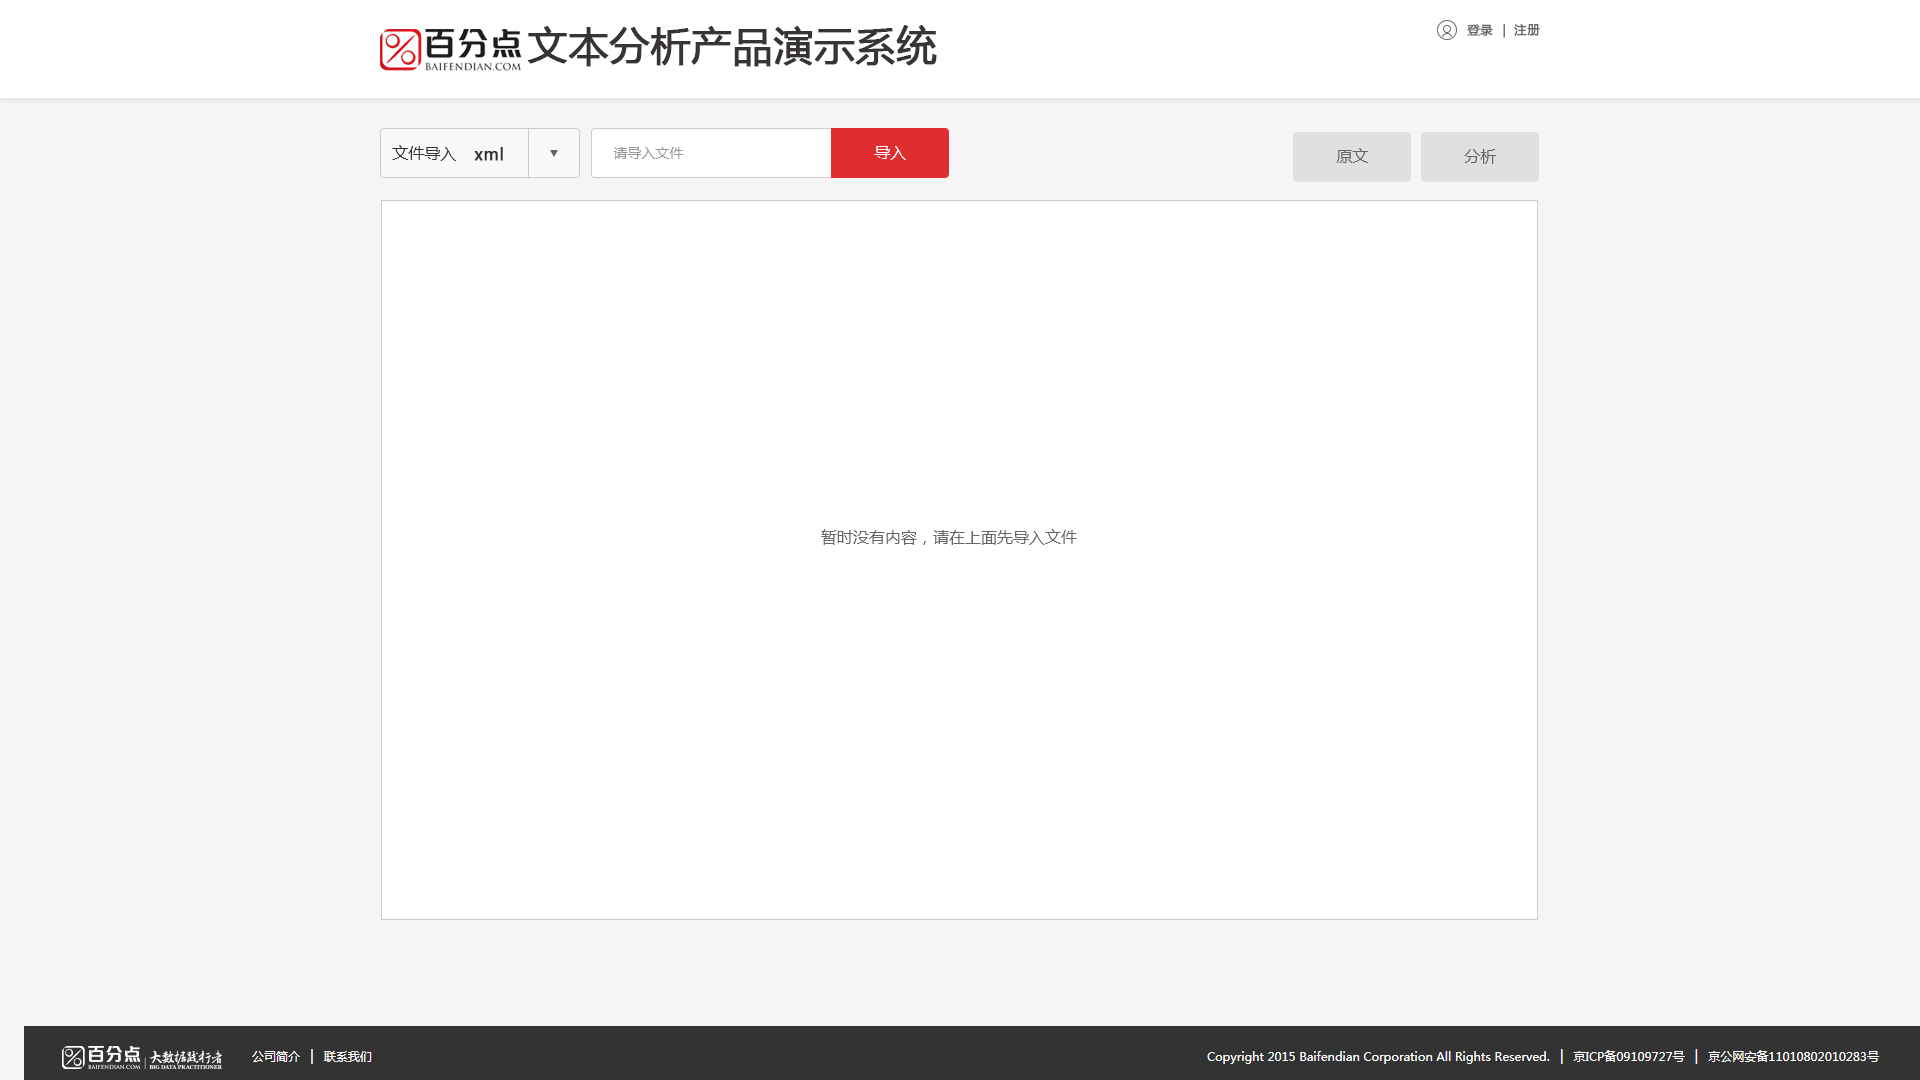 百分点 BAIFENDIAN.COM 文本分析产品演示系统
登录 | 注册
文件导入 xml ▼ 请导入文件 导入 原文 分析
暂时没有内容，请在上面先导入文件
百分点 BAIFENDIAN.COM | 大数据践行者 BIG DATA PRACTITIONER 公司简介 | 联系我们 Copyright 2015 Baifendian Corporation All Rights Reserved. | 京ICP备09109727号 | 京公网安备11010802010283号